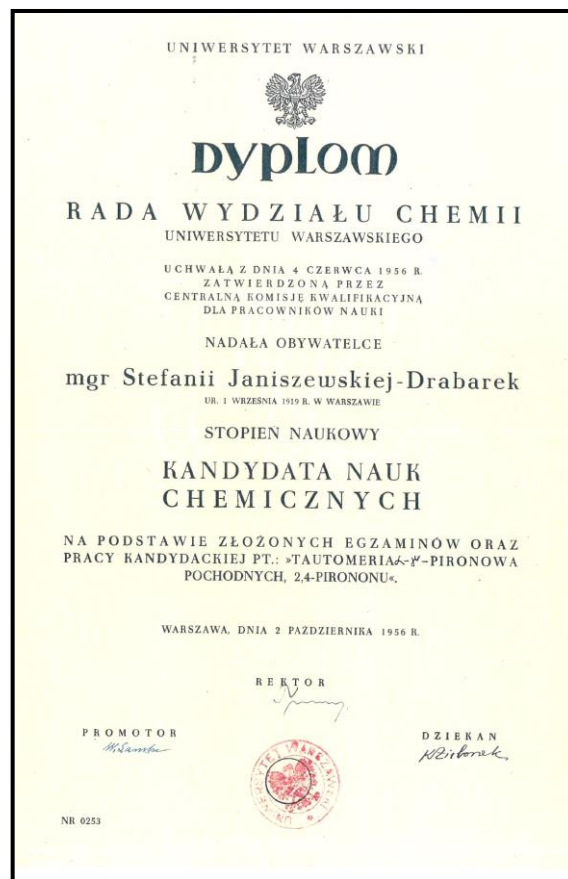 UNIWERSYTET WARSZAWSKI
DYPLOM
RADA WYDZIAŁU CHEMII
UNIWERSYTETU WARSZAWSKIEGO
UCHWAŁĄ Z DNIA 4 CZERWCA 1956 R.
ZATWIERDZONĄ PRZEZ
CENTRALNĄ KOMISJĘ KWALIFIKACYJNĄ
DLA PRACOWNIKÓW NAUKI
NADAŁA OBYWATELCE
mgr Stefanii Janiszewskiej-Drabarek
UR. 1 WRZEŚNIA 1919 R. W WARSZAWIE
STOPIEŃ NAUKOWY
KANDYDATA NAUK
CHEMICZNYCH
NA PODSTAWIE ZŁOŻONYCH EGZAMINÓW ORAZ
PRACY KANDYDACKIEJ PT.: »TAUTOMERIA α-γ-PIRONOWA
POCHODNYCH, 2,4-PIRONONU«.
WARSZAWA, DNIA 2 PAŹDZIERNIKA 1956 R.
REKTOR
PROMOTOR
DZIEKAN
UNIWERSYTET WARSZAWSKI
NR 0253